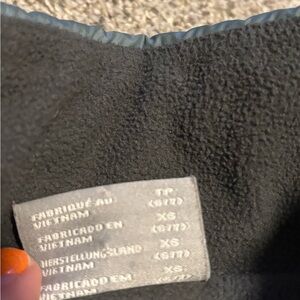 FABRIQUÉ AU TP
VIETNAM (6/7)
FABRICADO EN XS
VIETNAM (6/7)
HERSTELLUNGSLAND XS
VIETNAM (6/7)
FABRICADO EM XS
VIETNAM